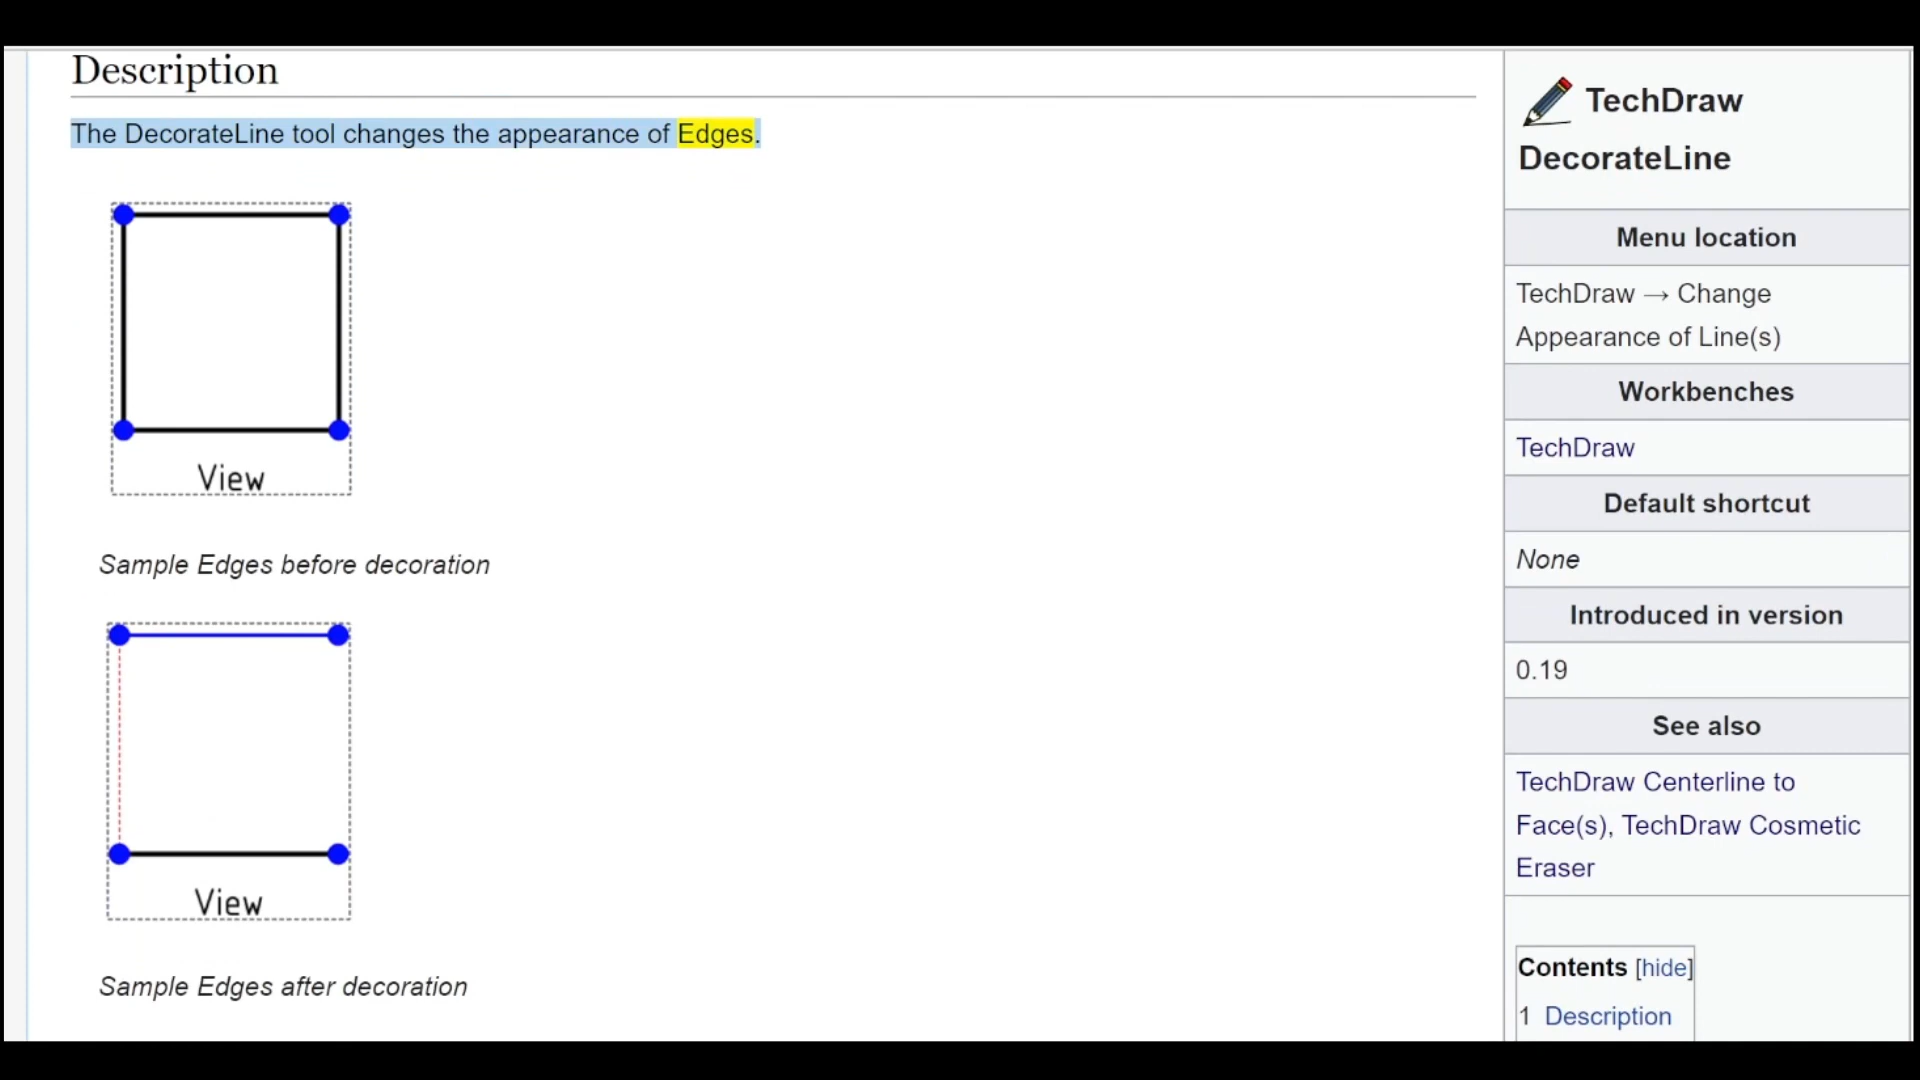 Description
The DecorateLine tool changes the appearance of Edges.
View
Sample Edges before decoration
View
Sample Edges after decoration
TechDraw
DecorateLine
Menu location
TechDraw → Change
Appearance of Line(s)
Workbenches
TechDraw
Default shortcut
None
Introduced in version
0.19
See also
TechDraw Centerline to
Face(s), TechDraw Cosmetic
Eraser
Contents [hide]
1 Description